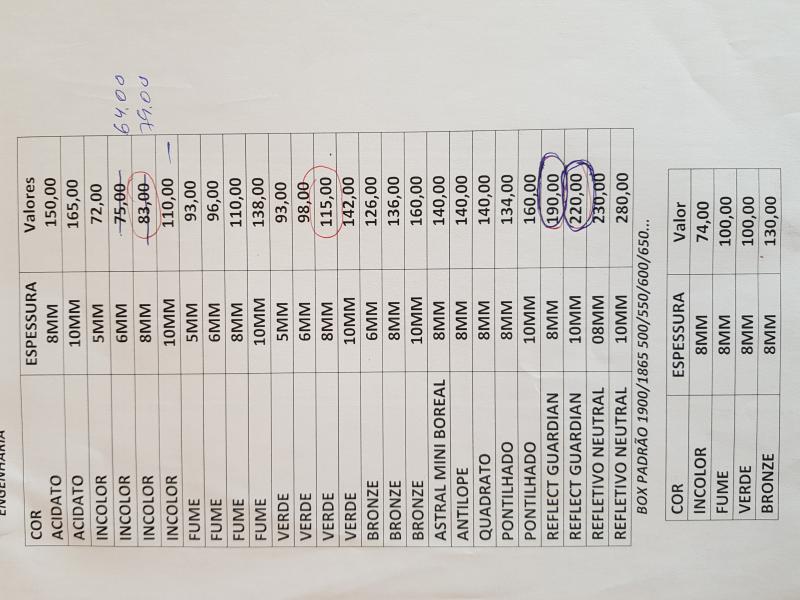 ENGENHARIA
COR ESPESSURA Valores
ACIDATO 8MM 150,00
ACIDATO 10MM 165,00
INCOLOR 5MM 72,00
INCOLOR 6MM 75,00 64,00
INCOLOR 8MM 83,00 79,00
INCOLOR 10MM 110,00
FUME 5MM 93,00
FUME 6MM 96,00
FUME 8MM 110,00
FUME 10MM 138,00
VERDE 5MM 93,00
VERDE 6MM 98,00
VERDE 8MM 115,00
VERDE 10MM 142,00
BRONZE 6MM 126,00
BRONZE 8MM 136,00
BRONZE 10MM 160,00
ASTRAL MINI BOREAL 8MM 140,00
ANTILOPE 8MM 140,00
QUADRATO 8MM 140,00
PONTILHADO 8MM 134,00
PONTILHADO 10MM 160,00
REFLECT GUARDIAN 8MM 190,00
REFLECT GUARDIAN 10MM 220,00
REFLETIVO NEUTRAL 08MM 230,00
REFLETIVO NEUTRAL 10MM 280,00
BOX PADRÃO 1900/1865 500/550/600/650...
COR ESPESSURA Valor
INCOLOR 8MM 74,00
FUME 8MM 100,00
VERDE 8MM 100,00
BRONZE 8MM 130,00